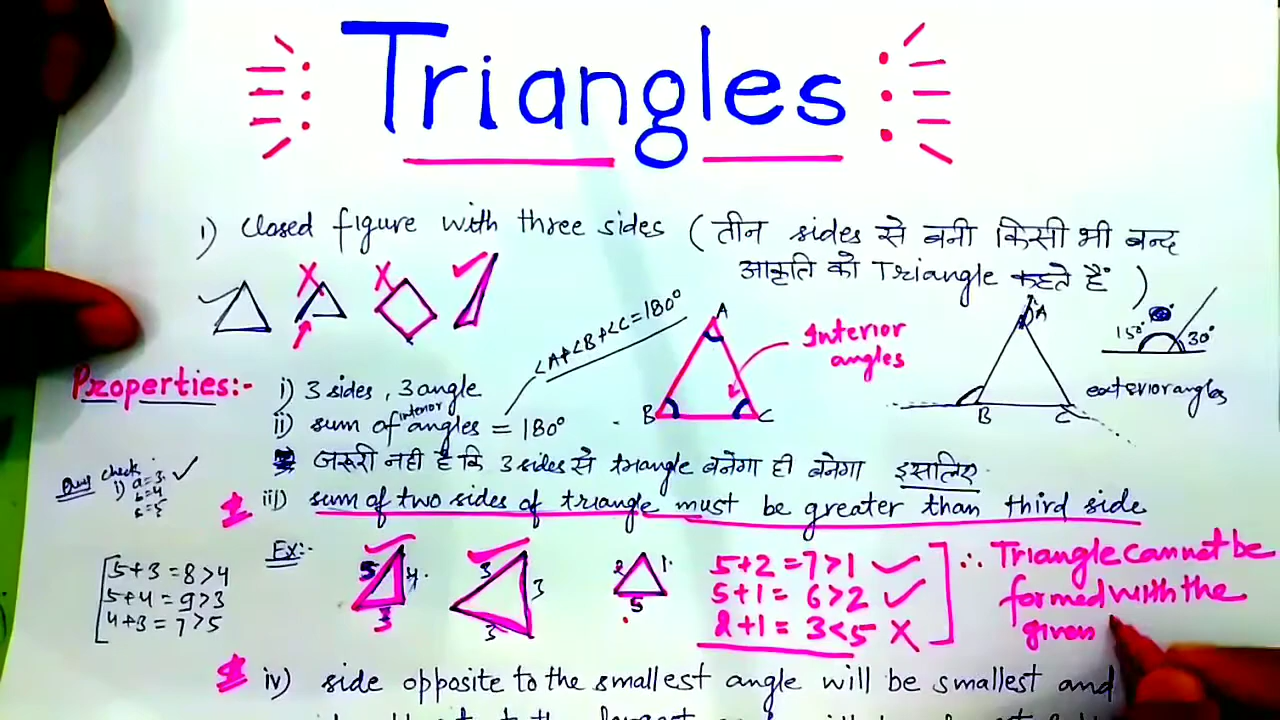 Triangles
i) Closed figure with three sides (तीन sides से बनी किसी भी बन्द
आकृति को Triangle कहते हैं )
∠A+∠B+∠C=180°
A
B
C
Interior
angles
A
B
C
150°
30°
exterior angles
Properties:-
i) 3 sides, 3 angle
ii) sum of interior angles = 180°
जरूरी नही है कि 3 sides से triangle बनेगा ही बनेगा इसलिए
Ques check
i) a=3
b=4
iii) sum of two sides of triangle must be greater than third side
Ex:-
5+3=8>4
5+4=9>3
4+3=7>5
5
4
3
3
3
3
2
1
5
5+2=7>1 ✓
5+1=6>2 ✓
2+1=3<5 X
∴ Triangle cannot be
formed with the
given
iv) side opposite to the smallest angle will be smallest and